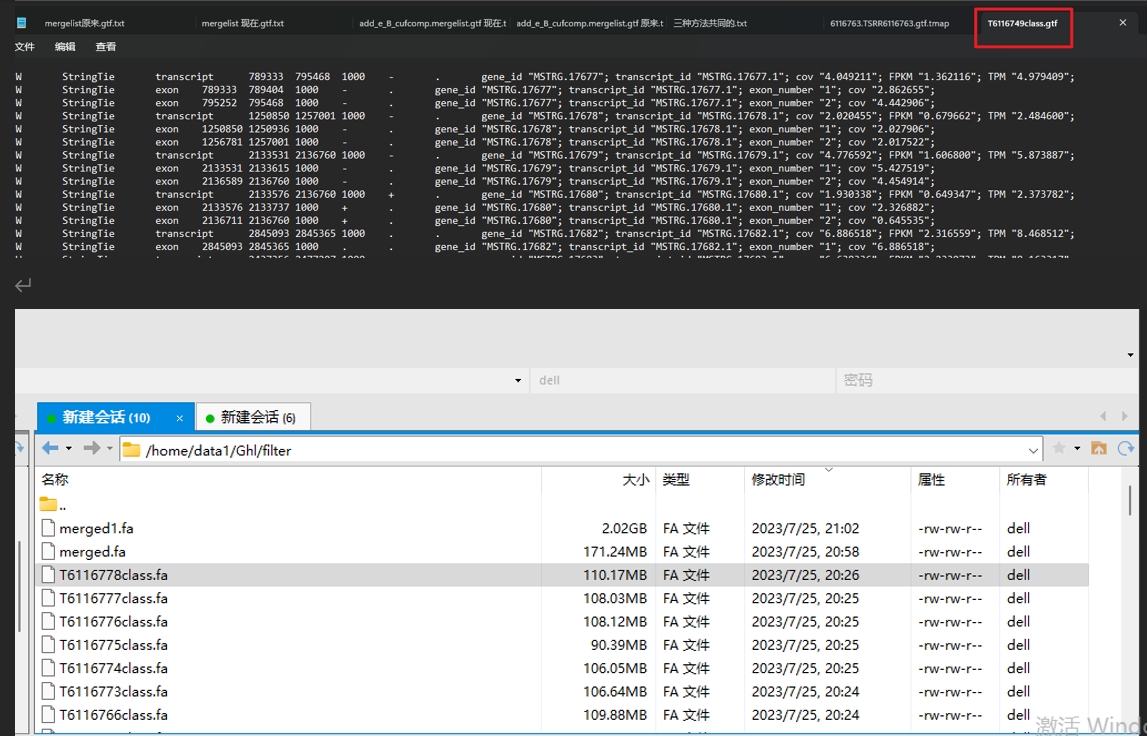 mergelist原来.gtf.txt mergelist 现在.gtf.txt add_e_B_cufcomp.mergelist.gtf 现在.t add_e_B_cufcomp.mergelist.gtf 原来.t 三种方法共同的.txt 6116763.TSRR6116763.gtf.tmap T6116749class.gtf ×
文件 编辑 查看
W StringTie transcript 789333 795468 1000 - . gene_id "MSTRG.17677"; transcript_id "MSTRG.17677.1"; cov "4.049211"; FPKM "1.362116"; TPM "4.979409";
W StringTie exon 789333 789404 1000 - . gene_id "MSTRG.17677"; transcript_id "MSTRG.17677.1"; exon_number "1"; cov "2.862655";
W StringTie exon 795252 795468 1000 - . gene_id "MSTRG.17677"; transcript_id "MSTRG.17677.1"; exon_number "2"; cov "4.442906";
W StringTie transcript 1250850 1257001 1000 - . gene_id "MSTRG.17678"; transcript_id "MSTRG.17678.1"; cov "2.020455"; FPKM "0.679662"; TPM "2.484600";
W StringTie exon 1250850 1250936 1000 - . gene_id "MSTRG.17678"; transcript_id "MSTRG.17678.1"; exon_number "1"; cov "2.027906";
W StringTie exon 1256781 1257001 1000 - . gene_id "MSTRG.17678"; transcript_id "MSTRG.17678.1"; exon_number "2"; cov "2.017522";
W StringTie transcript 2133531 2136760 1000 - . gene_id "MSTRG.17679"; transcript_id "MSTRG.17679.1"; cov "4.776592"; FPKM "1.606800"; TPM "5.873887";
W StringTie exon 2133531 2133615 1000 - . gene_id "MSTRG.17679"; transcript_id "MSTRG.17679.1"; exon_number "1"; cov "5.427519";
W StringTie exon 2136589 2136760 1000 - . gene_id "MSTRG.17679"; transcript_id "MSTRG.17679.1"; exon_number "2"; cov "4.454914";
W StringTie transcript 2133576 2136760 1000 + . gene_id "MSTRG.17680"; transcript_id "MSTRG.17680.1"; cov "1.930338"; FPKM "0.649347"; TPM "2.373782";
W StringTie exon 2133576 2133737 1000 + . gene_id "MSTRG.17680"; transcript_id "MSTRG.17680.1"; exon_number "1"; cov "2.326882";
W StringTie exon 2136711 2136760 1000 + . gene_id "MSTRG.17680"; transcript_id "MSTRG.17680.1"; exon_number "2"; cov "0.645535";
W StringTie transcript 2845093 2845365 1000 . . gene_id "MSTRG.17682"; transcript_id "MSTRG.17682.1"; cov "6.886518"; FPKM "2.316559"; TPM "8.468512";
W StringTie exon 2845093 2845365 1000 . . gene_id "MSTRG.17682"; transcript_id "MSTRG.17682.1"; exon_number "1"; cov "6.886518";
dell 密码
新建会话 (10) × 新建会话 (6)
/home/data1/Ghl/filter
名称 大小 类型 修改时间 属性 所有者
..
merged1.fa 2.02GB FA 文件 2023/7/25, 21:02 -rw-rw-r-- dell
merged.fa 171.24MB FA 文件 2023/7/25, 20:58 -rw-rw-r-- dell
T6116778class.fa 110.17MB FA 文件 2023/7/25, 20:26 -rw-rw-r-- dell
T6116777class.fa 108.03MB FA 文件 2023/7/25, 20:25 -rw-rw-r-- dell
T6116776class.fa 108.12MB FA 文件 2023/7/25, 20:25 -rw-rw-r-- dell
T6116775class.fa 90.39MB FA 文件 2023/7/25, 20:25 -rw-rw-r-- dell
T6116774class.fa 106.05MB FA 文件 2023/7/25, 20:25 -rw-rw-r-- dell
T6116773class.fa 106.64MB FA 文件 2023/7/25, 20:24 -rw-rw-r-- dell
T6116766class.fa 109.88MB FA 文件 2023/7/25, 20:24 -rw-rw-r-- dell
激活 Windo